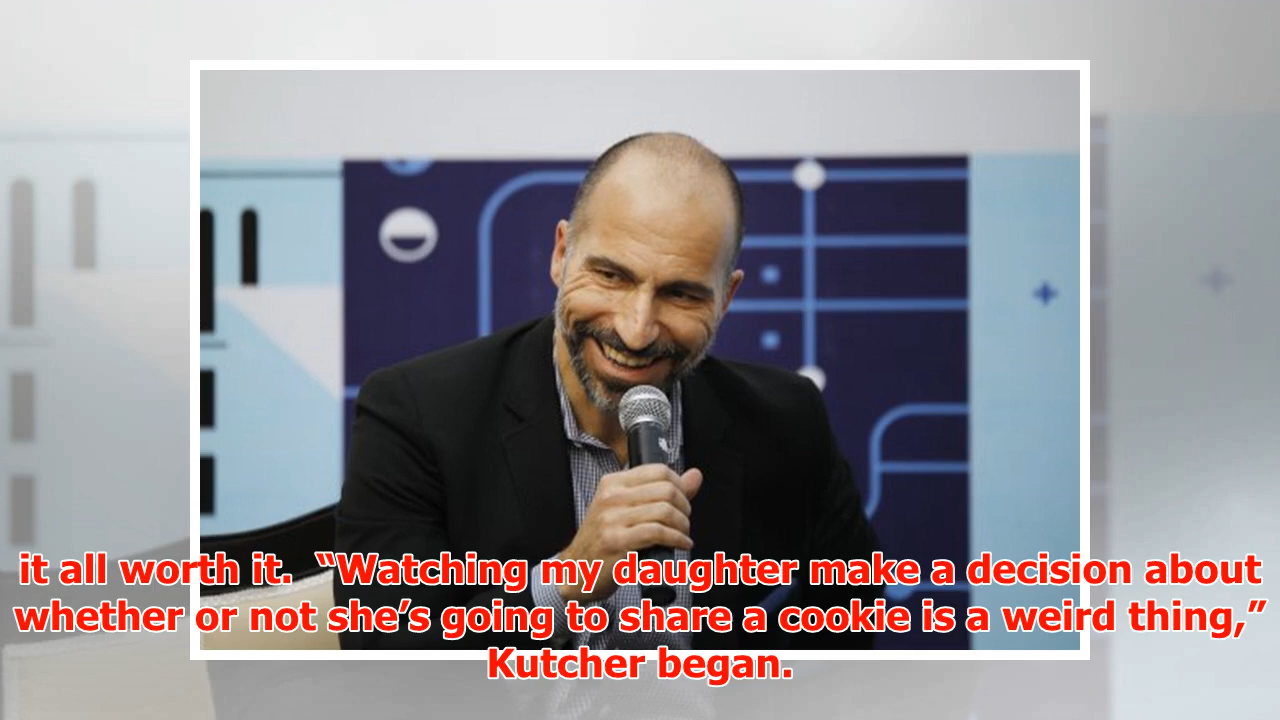 it all worth it.  “Watching my daughter make a decision about
whether or not she’s going to share a cookie is a weird thing,”
Kutcher began.